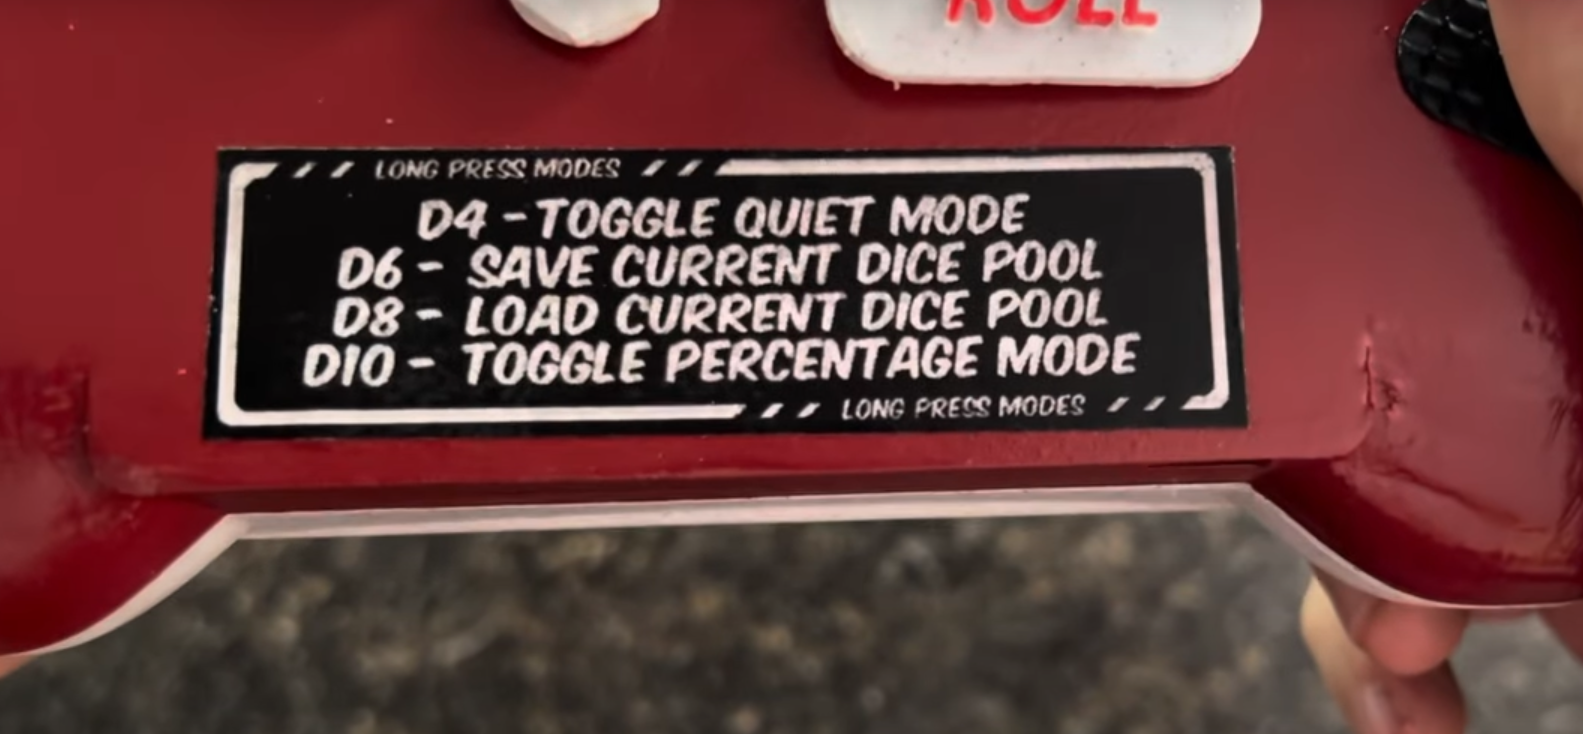 ROLL
LONG PRESS MODES
D4 - TOGGLE QUIET MODE
D6 - SAVE CURRENT DICE POOL
D8 - LOAD CURRENT DICE POOL
D10 - TOGGLE PERCENTAGE MODE
LONG PRESS MODES